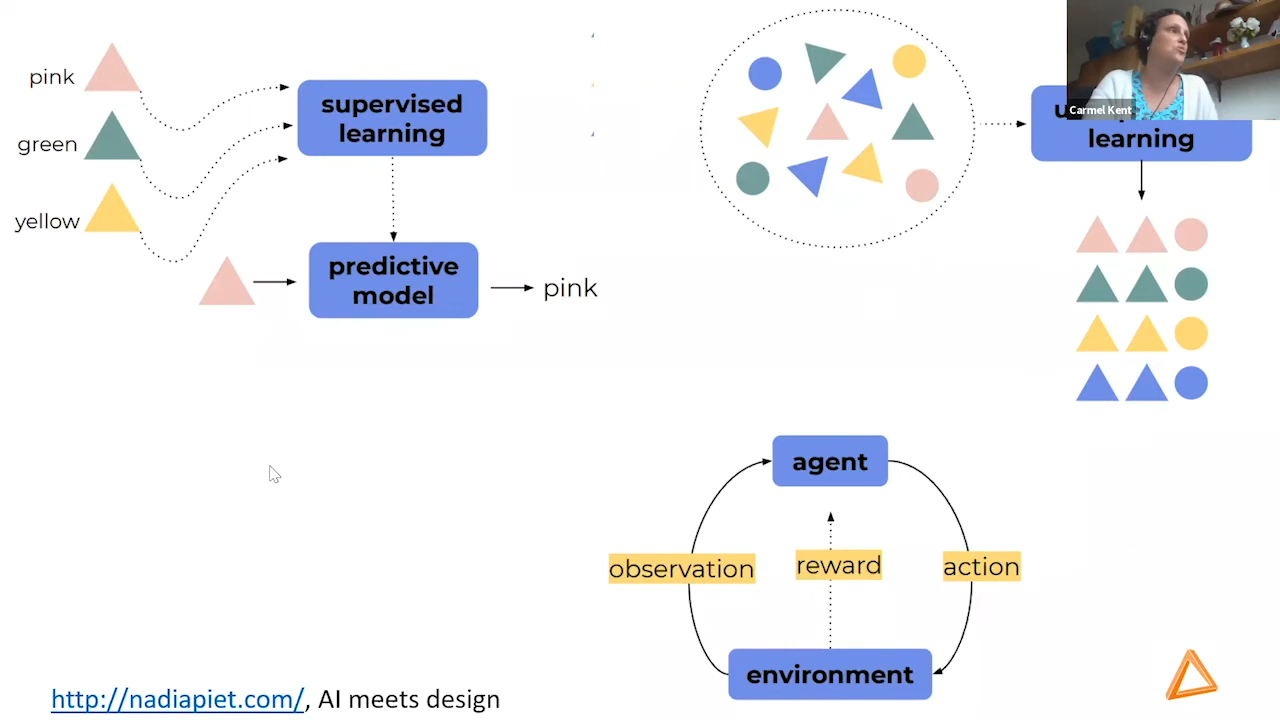 pink
green
yellow
supervised
learning
predictive
model
pink
learning
Carmel Kent
agent
observation
reward
action
environment
http://nadiapiet.com/, AI meets design